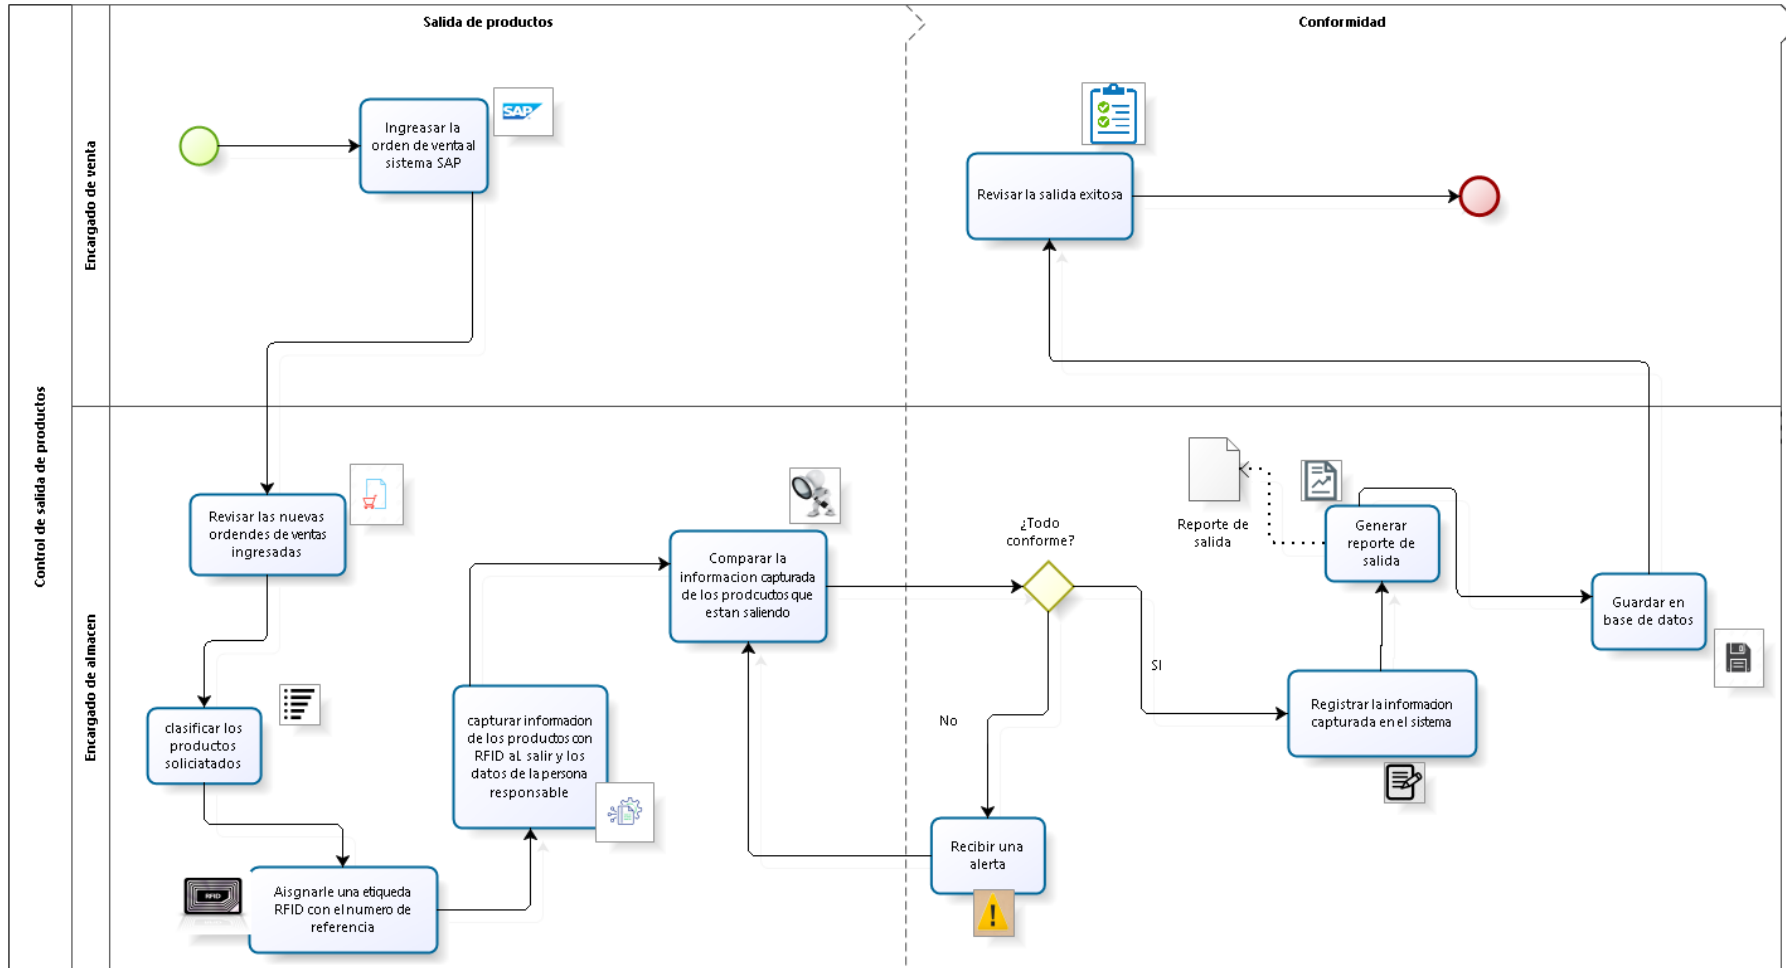 Salida de productos
Conformidad
Control de salida de productos
Encargado de venta
Encargado de almacen
Ingreasar la
orden de venta al
sistema SAP
SAP
Revisar la salida exitosa
Revisar las nuevas
ordendes de ventas
ingresadas
clasificar los
productos
soliciatados
RFID
Aisgnarle una etiqueda
RFID con el numero de
referencia
capturar informacion
de los productos con
RFID aL salir y los
datos de la persona
responsable
Comparar la
informacion capturada
de los prodcuctos que
estan saliendo
¿Todo
conforme?
No
SI
Recibir una
alerta
Registrar la informacion
capturada en el sistema
Generar
reporte de
salida
Reporte de
salida
Guardar en
base de datos